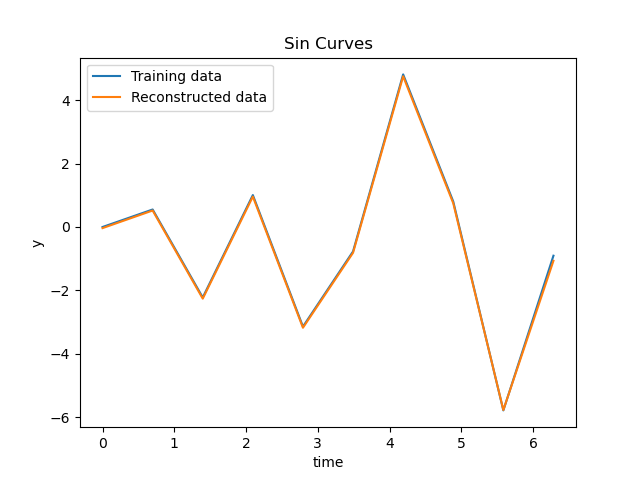 Sin Curves
Training data
Reconstructed data
y
4
2
0
−2
−4
−6
0 1 2 3 4 5 6
time